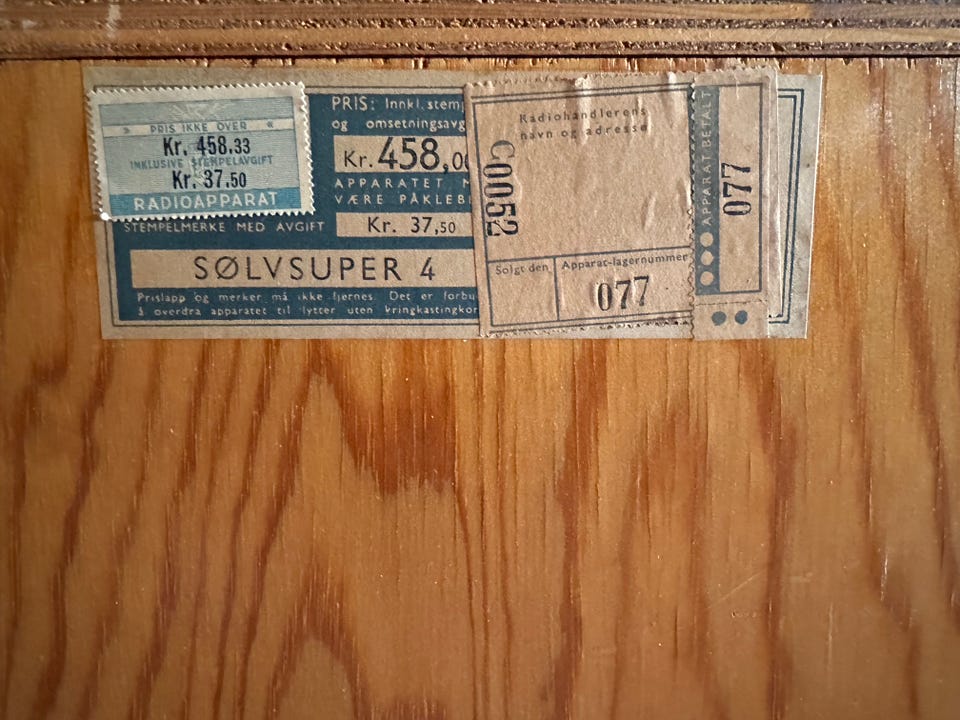 » PRIS IKKE OVER «
Kr. 458.33
INKLUSIVE STEMPELAVGIFT
Kr. 37.50
RADIOAPPARAT
STEMPELMERKE MED AVGIFT
PRIS: Innkl. stem
og omsetningsavg
Kr. 458,0
APPARATET
VÆRE PÅKLEB
Kr. 37,50
SØLVSUPER 4
Prislapp og merker må ikke fjernes. Det er forbu
å overdra apparatet til lytter uten kringkastingko
Radiohandlerens
navn og adresse
C0052
Solgt den
Apparat-lagernummer
077
APPARAT BETALT
077